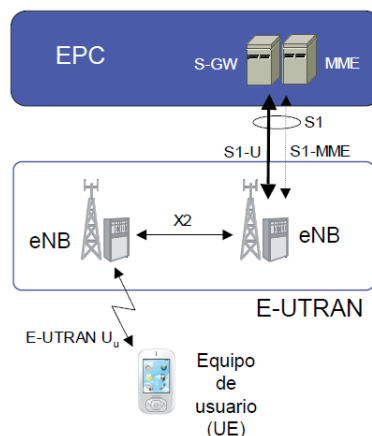 EPC
S-GW
MME
S1
S1-U
S1-MME
X2
eNB
eNB
E-UTRAN
E-UTRAN Uu
Equipo
de
usuario
(UE)